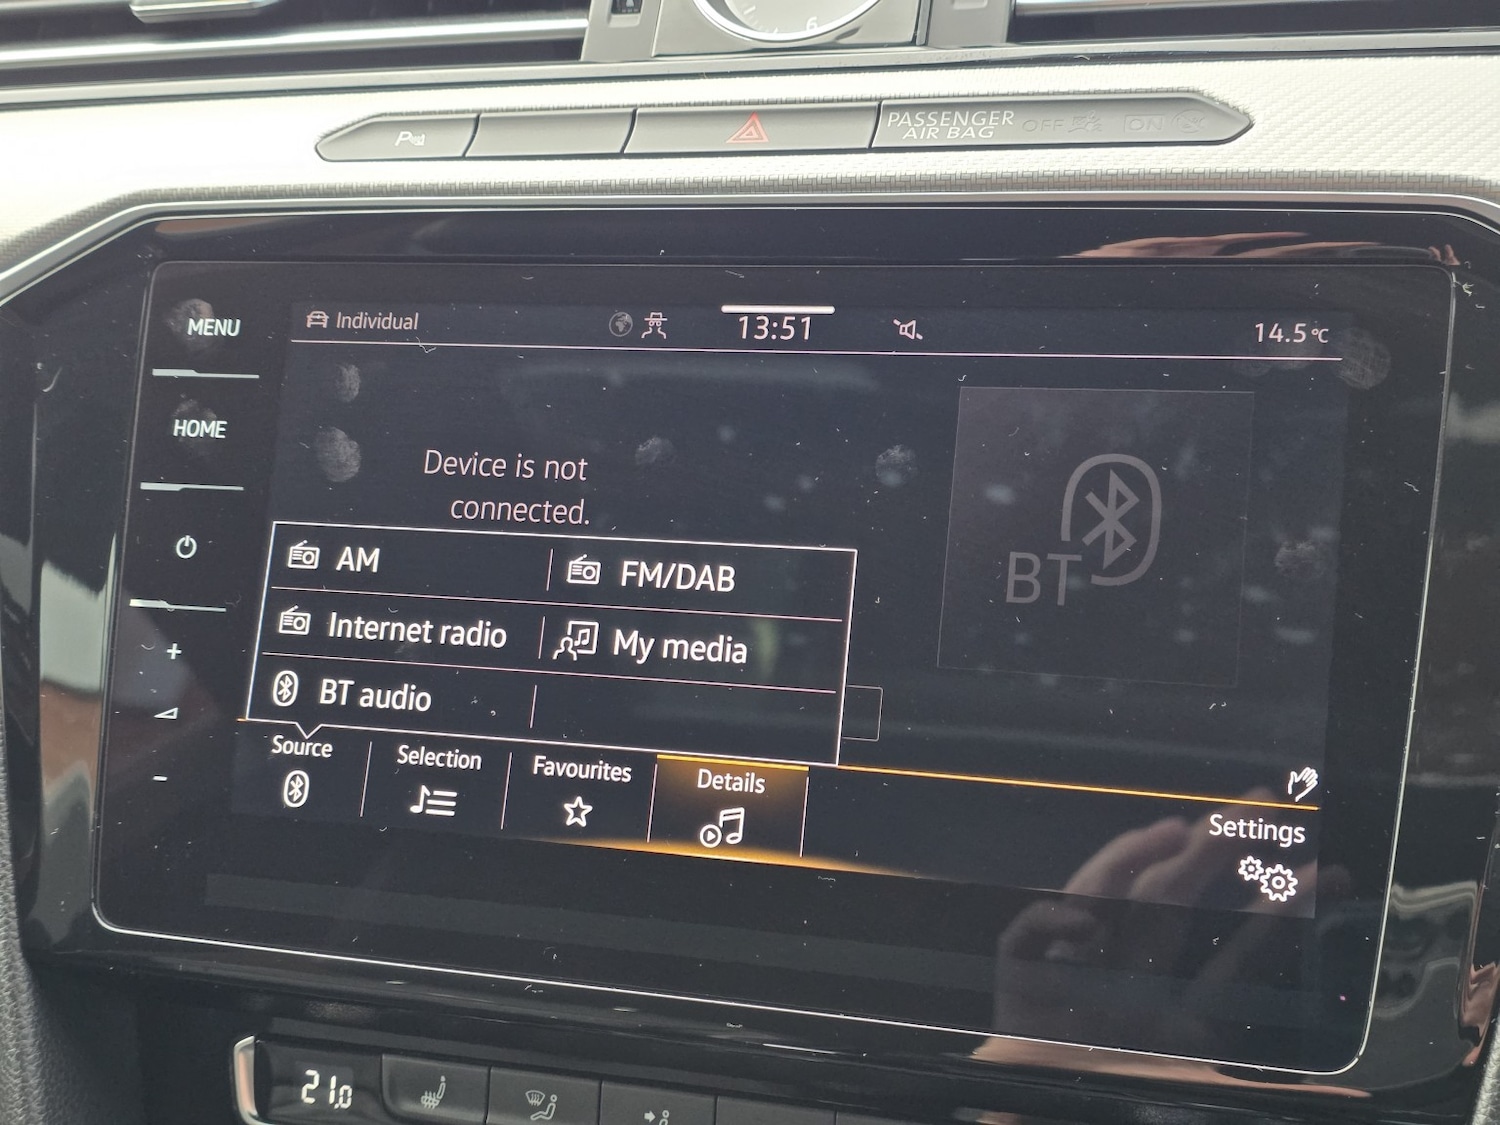 6
P
PASSENGER
AIR BAG OFF ON
MENU
Individual
13:51
14.5°C
HOME
Device is not
connected.
AM
FM/DAB
BT
Internet radio
My media
BT audio
+
-
Source
Selection
Favourites
Details
Settings
21,0